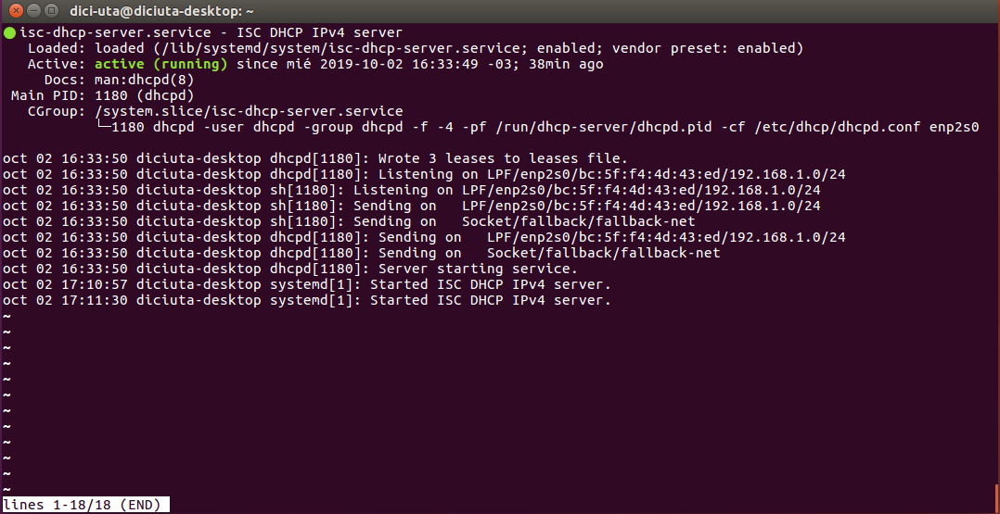 dici-uta@diciuta-desktop: ~
● isc-dhcp-server.service - ISC DHCP IPv4 server
   Loaded: loaded (/lib/systemd/system/isc-dhcp-server.service; enabled; vendor preset: enabled)
   Active: active (running) since mié 2019-10-02 16:33:49 -03; 38min ago
     Docs: man:dhcpd(8)
 Main PID: 1180 (dhcpd)
   CGroup: /system.slice/isc-dhcp-server.service
           └─1180 dhcpd -user dhcpd -group dhcpd -f -4 -pf /run/dhcp-server/dhcpd.pid -cf /etc/dhcp/dhcpd.conf enp2s0
oct 02 16:33:50 diciuta-desktop dhcpd[1180]: Wrote 3 leases to leases file.
oct 02 16:33:50 diciuta-desktop dhcpd[1180]: Listening on LPF/enp2s0/bc:5f:f4:4d:43:ed/192.168.1.0/24
oct 02 16:33:50 diciuta-desktop sh[1180]: Listening on LPF/enp2s0/bc:5f:f4:4d:43:ed/192.168.1.0/24
oct 02 16:33:50 diciuta-desktop sh[1180]: Sending on   LPF/enp2s0/bc:5f:f4:4d:43:ed/192.168.1.0/24
oct 02 16:33:50 diciuta-desktop sh[1180]: Sending on   Socket/fallback/fallback-net
oct 02 16:33:50 diciuta-desktop dhcpd[1180]: Sending on   LPF/enp2s0/bc:5f:f4:4d:43:ed/192.168.1.0/24
oct 02 16:33:50 diciuta-desktop dhcpd[1180]: Sending on   Socket/fallback/fallback-net
oct 02 16:33:50 diciuta-desktop dhcpd[1180]: Server starting service.
oct 02 17:10:57 diciuta-desktop systemd[1]: Started ISC DHCP IPv4 server.
oct 02 17:11:30 diciuta-desktop systemd[1]: Started ISC DHCP IPv4 server.
~
~
~
~
~
~
~
~
~
~
~
~
lines 1-18/18 (END)